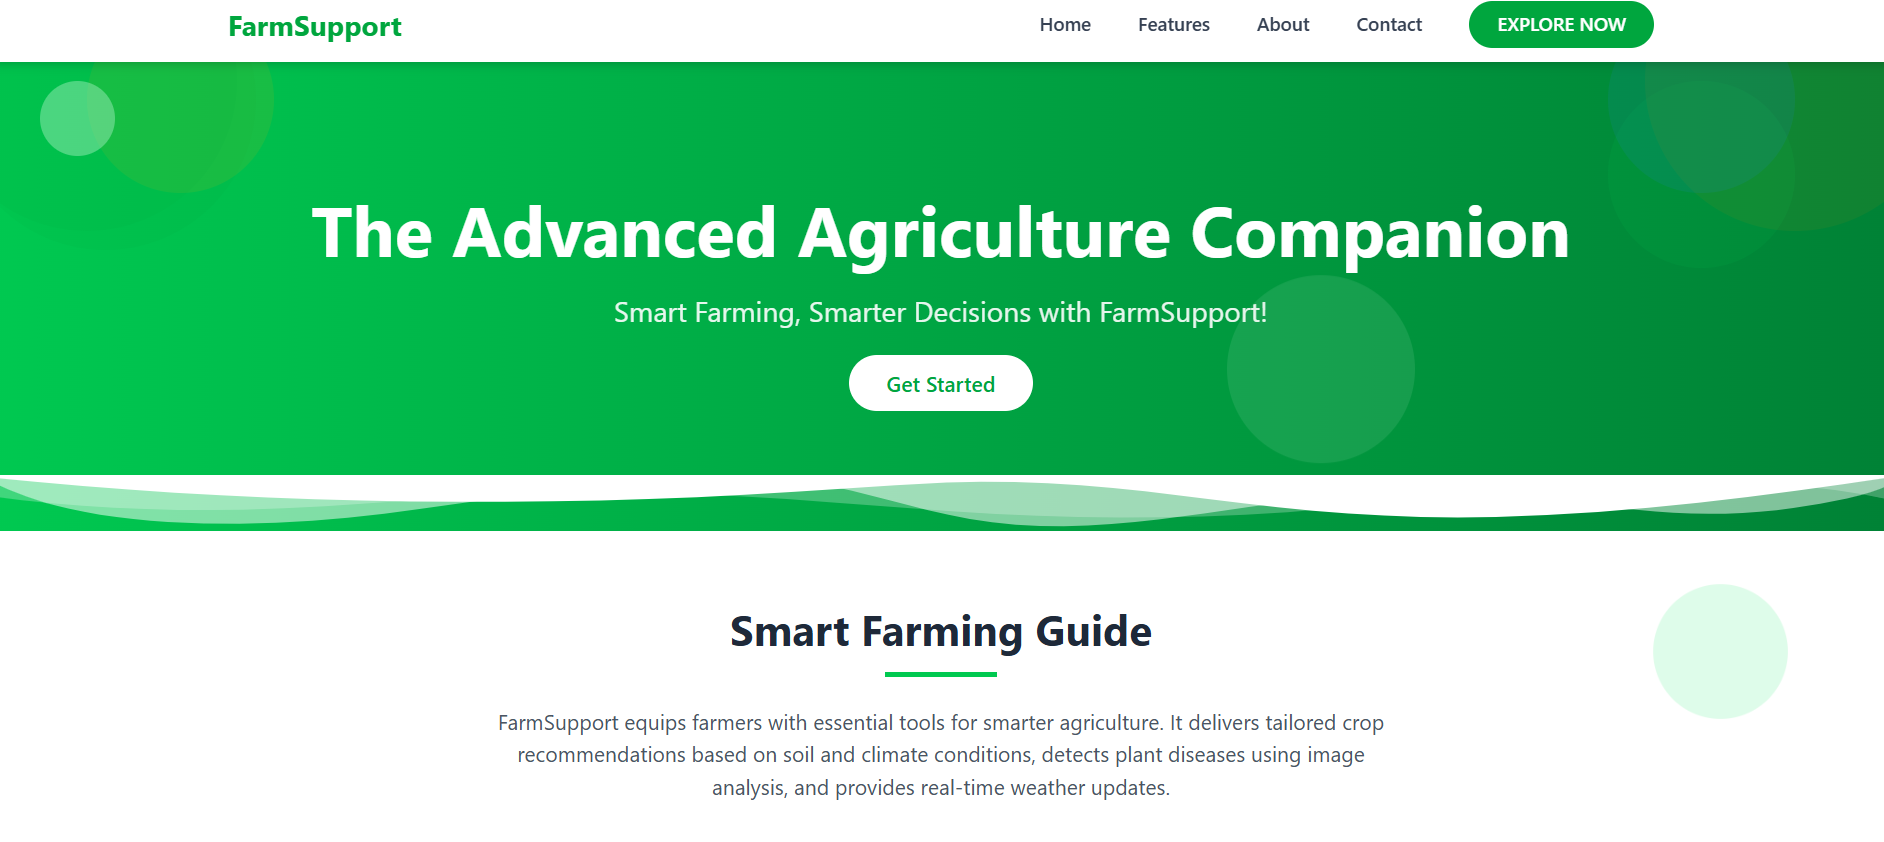 FarmSupport
Home
Features
About
Contact
EXPLORE NOW
The Advanced Agriculture Companion
Smart Farming, Smarter Decisions with FarmSupport!
Get Started
Smart Farming Guide
FarmSupport equips farmers with essential tools for smarter agriculture. It delivers tailored crop
recommendations based on soil and climate conditions, detects plant diseases using image
analysis, and provides real-time weather updates.